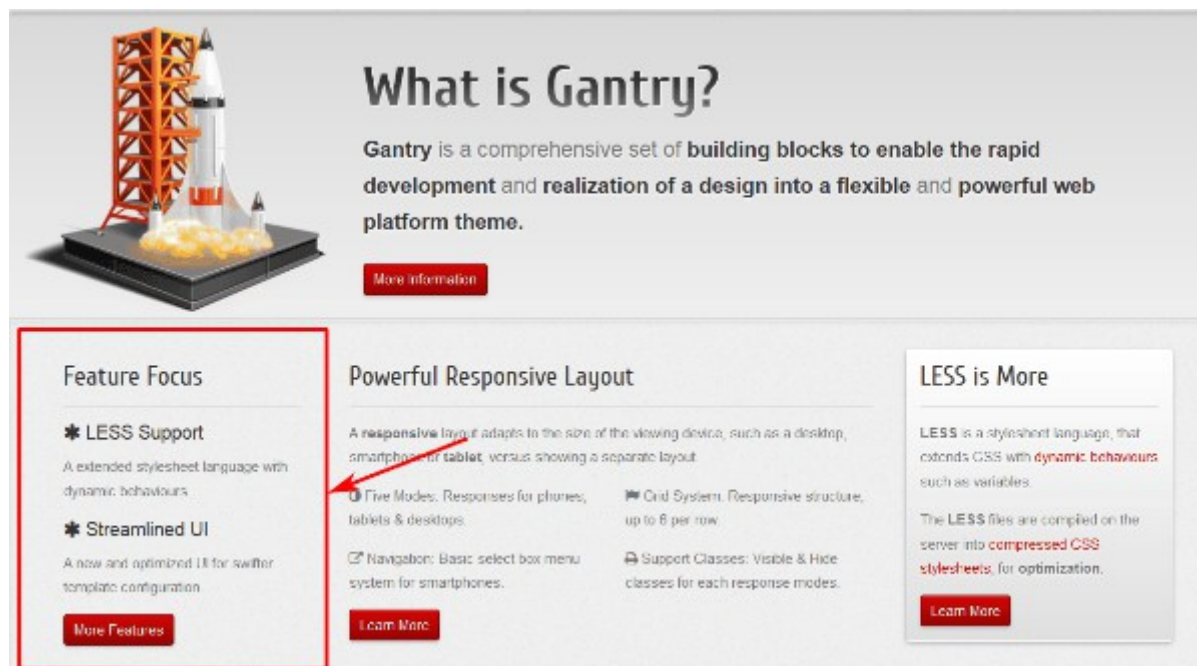 What is Gantry?
Gantry is a comprehensive set of building blocks to enable the rapid
development and realization of a design into a flexible and powerful web
platform theme.
More Information
Feature Focus
LESS Support
A extended stylesheet language with
dynamic behaviours
Streamlined UI
A new and optimized UI for swifter
template configuration
More Features
Powerful Responsive Layout
A responsive layout adapts to the size of the viewing device, such as a desktop,
smartphone or tablet, versus showing a separate layout.
Five Modes: Responses for phones,
tablets & desktops.
Grid System: Responsive structure,
up to 6 per row.
Navigation: Basic select box menu
system for smartphones.
Support Classes: Visible & Hide
classes for each response modes.
Learn More
LESS is More
LESS is a stylesheet language, that
extends CSS with dynamic behaviours
such as variables.
The LESS files are compiled on the
server into compressed CSS
stylesheets, for optimization.
Learn More